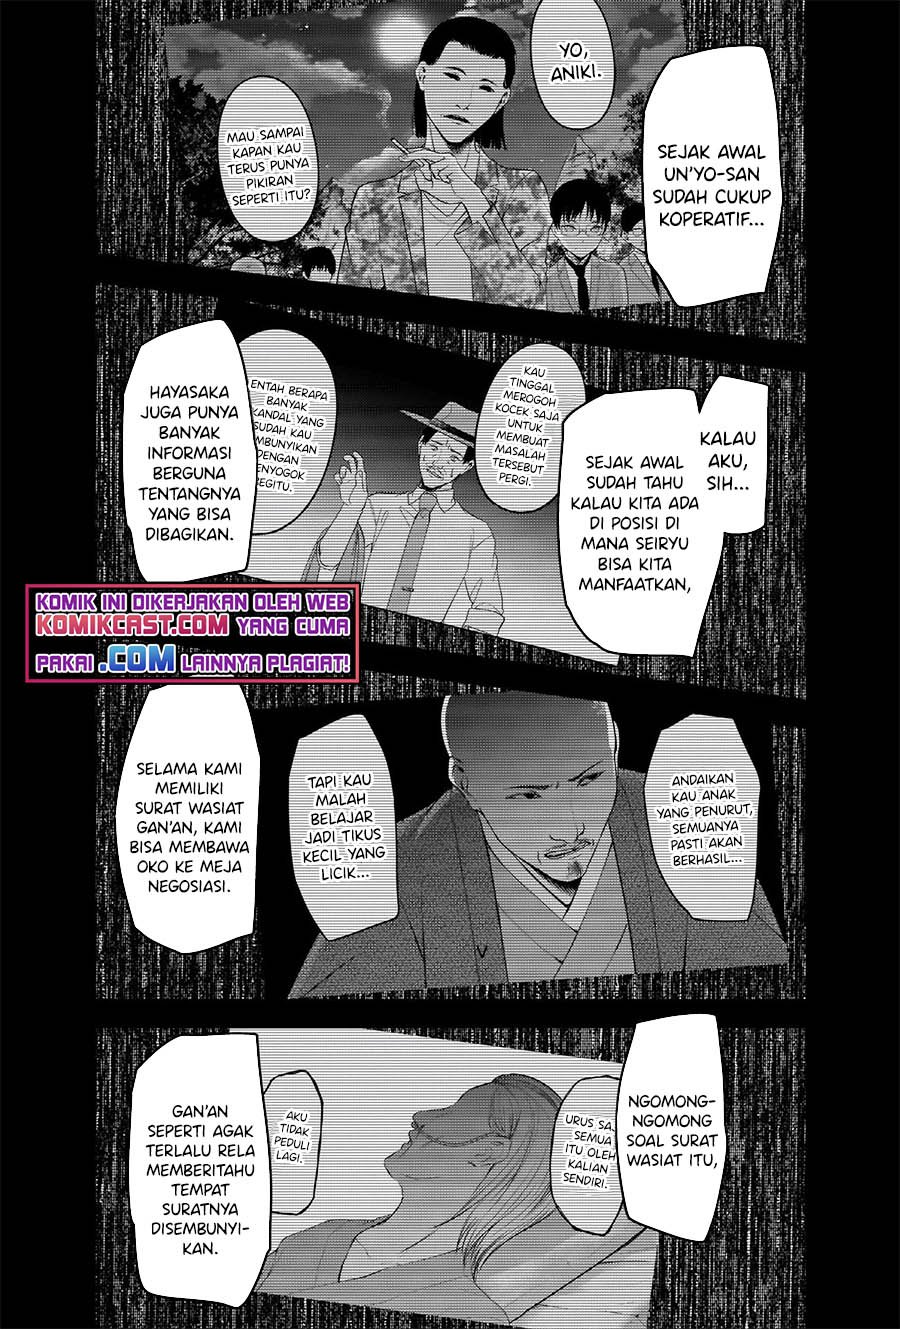 YO,
ANIKI.
SEJAK AWAL
UN'YO-SAN
SUDAH CUKUP
KOPERATIF...
MAU SAMPAI
KAPAN KAU
TERUS PUNYA
PIKIRAN
SEPERTI ITU?
KALAU
AKU,
SIH...
SEJAK AWAL
SUDAH TAHU
KALAU KITA ADA
DI POSISI DI
MANA SEIRYU
BISA KITA
MANFAATKAN,
KAU
TINGGAL
MEROGOH
KOCEK SAJA
UNTUK
MEMBUAT
MASALAH
TERSEBUT
PERGI.
ENTAH BERAPA
BANYAK
KANDAL YANG
SUDAH KAU
MBUNYIKAN
DENGAN
ENYOGOK
EGITU.
HAYASAKA
JUGA PUNYA
BANYAK
INFORMASI
BERGUNA
TENTANGNYA
YANG BISA
DIBAGIKAN.
KOMIK INI DIKERJAKAN OLEH WEB
KOMIKCAST.COM YANG CUMA
PAKAI .COM LAINNYA PLAGIAT!
ANDAIKAN
KAU ANAK
YANG PENURUT,
SEMUANYA
PASTI AKAN
BERHASIL...
TAPI KAU
MALAH
BELAJAR
JADI TIKUS
KECIL YANG
LICIK...
SELAMA KAMI
MEMILIKI
SURAT WASIAT
GAN'AN, KAMI
BISA MEMBAWA
OKO KE MEJA
NEGOSIASI.
NGOMONG-
NGOMONG
SOAL SURAT
WASIAT ITU,
URUS SA
SEMUA
ITU OLEH
KALIAN
SENDIRI.
AKU
TIDAK
PEDULI
LAGI.
GAN'AN
SEPERTI AGAK
TERLALU RELA
MEMBERITAHU
TEMPAT
SURATNYA
DISEMBUNYI-
KAN.